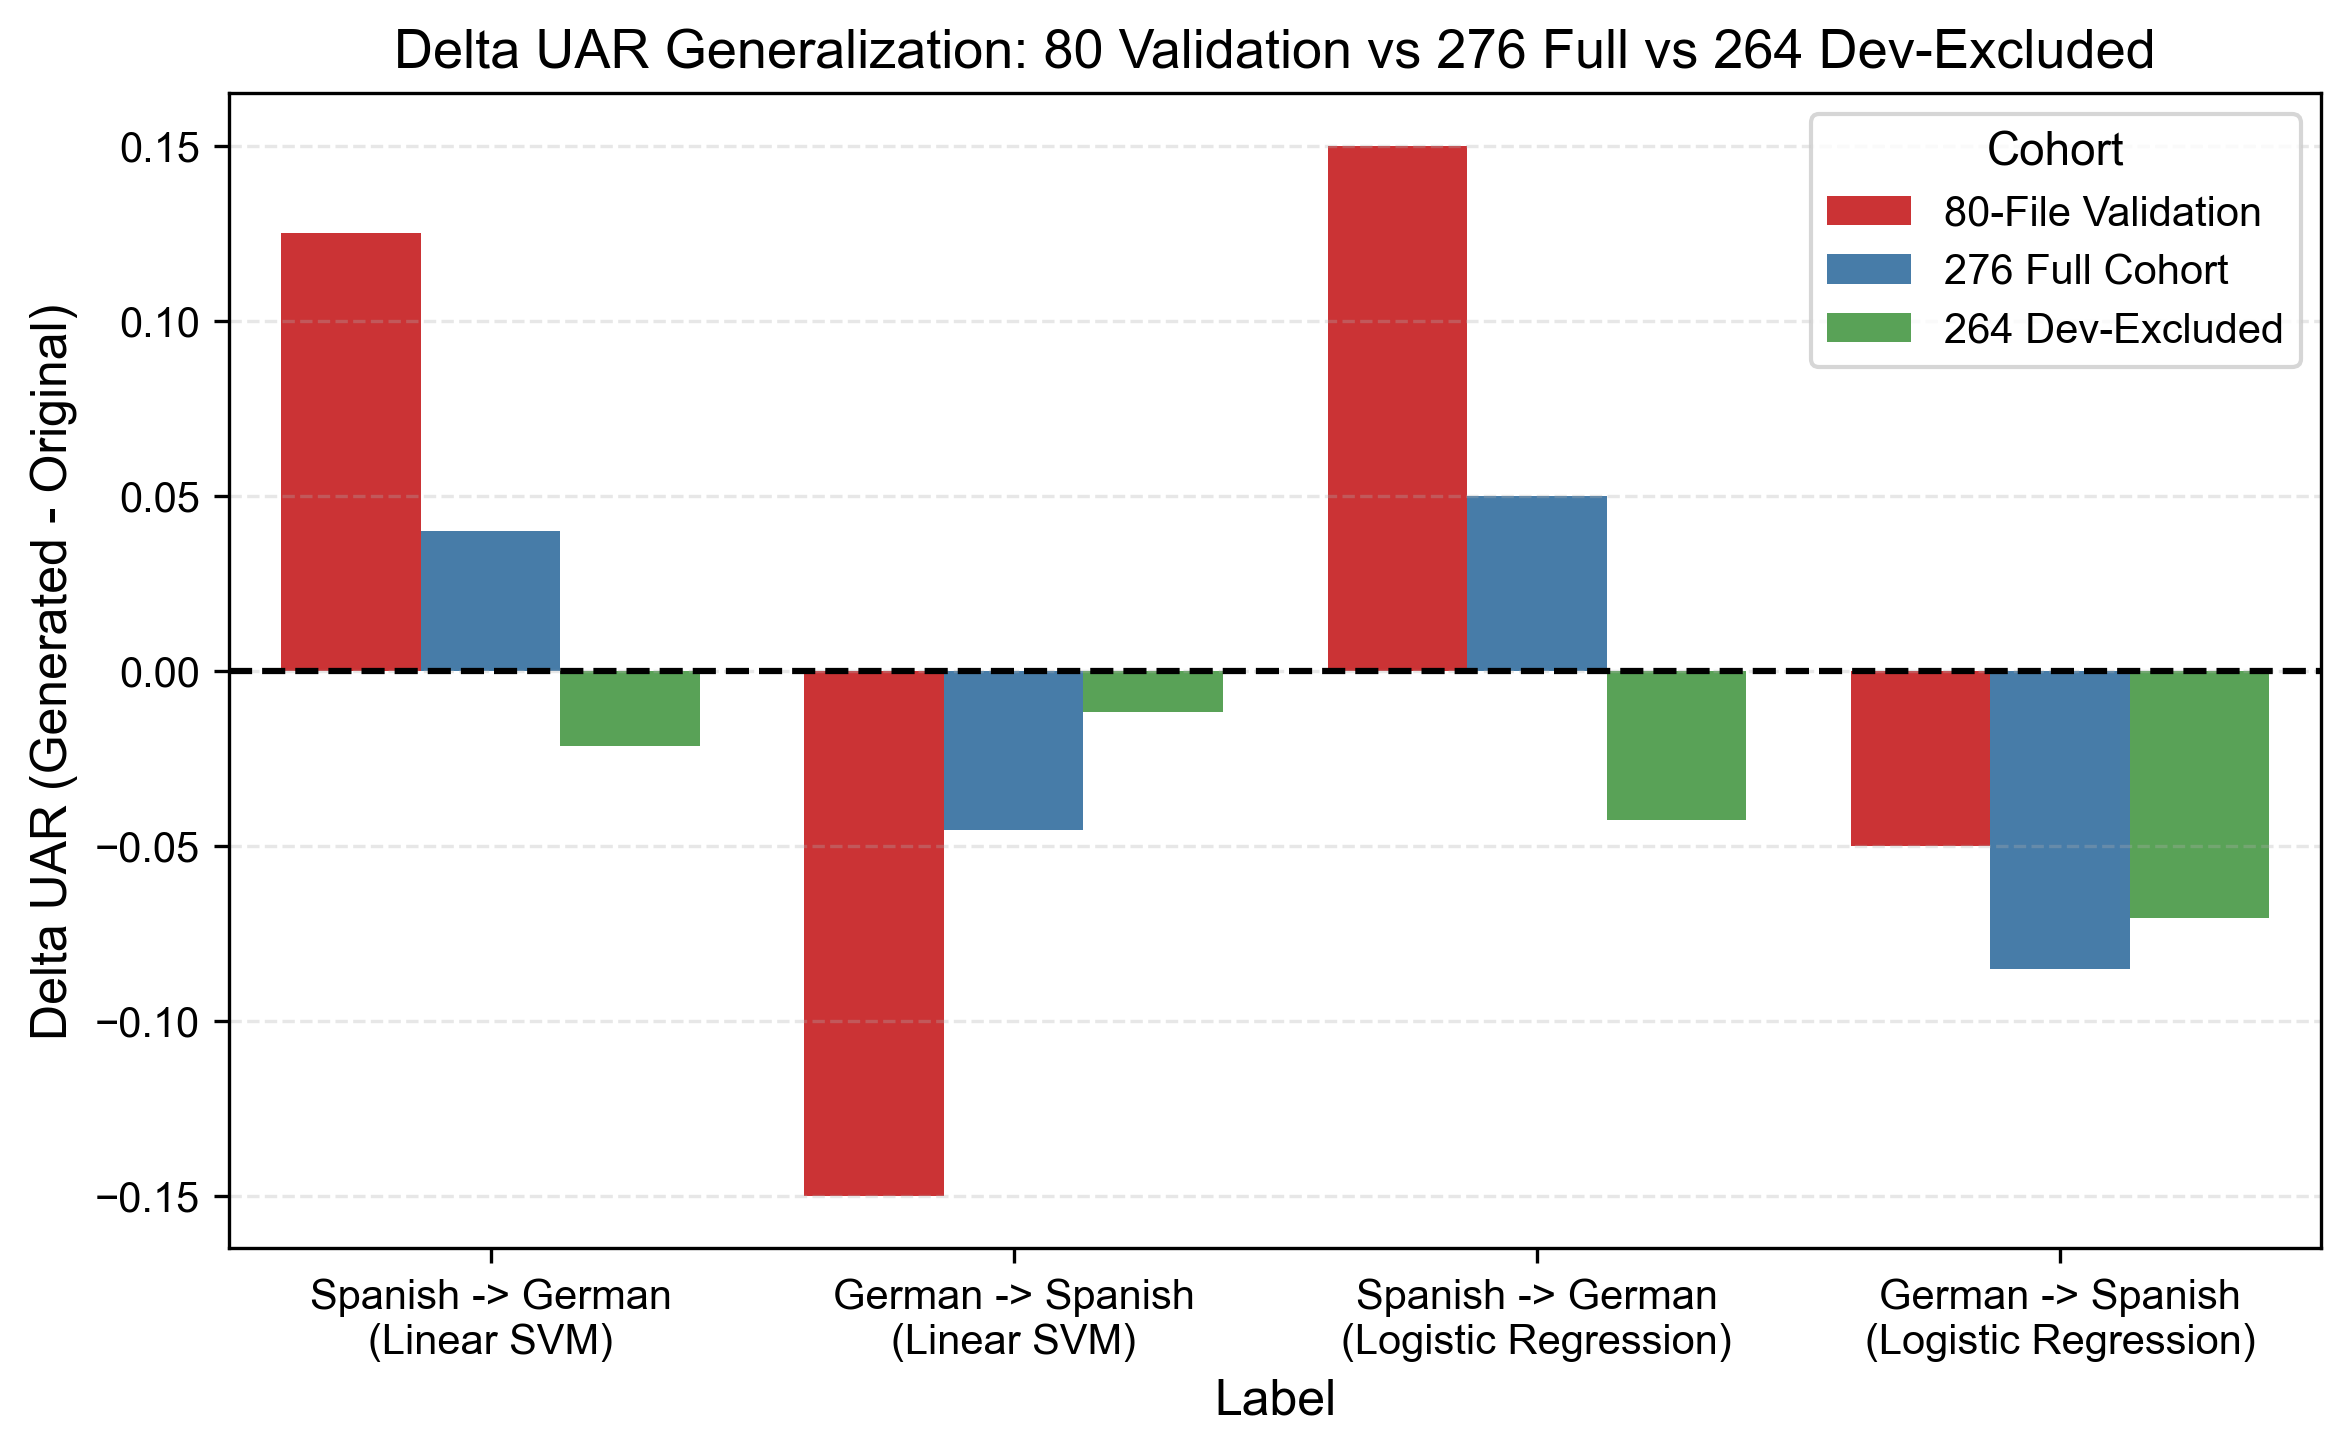 Delta UAR Generalization: 80 Validation vs 276 Full vs 264 Dev-Excluded
Delta UAR (Generated - Original)
0.15
0.10
0.05
0.00
−0.05
−0.10
−0.15
Cohort
80-File Validation
276 Full Cohort
264 Dev-Excluded
Spanish -> German
(Linear SVM)
German -> Spanish
(Linear SVM)
Spanish -> German
(Logistic Regression)
German -> Spanish
(Logistic Regression)
Label